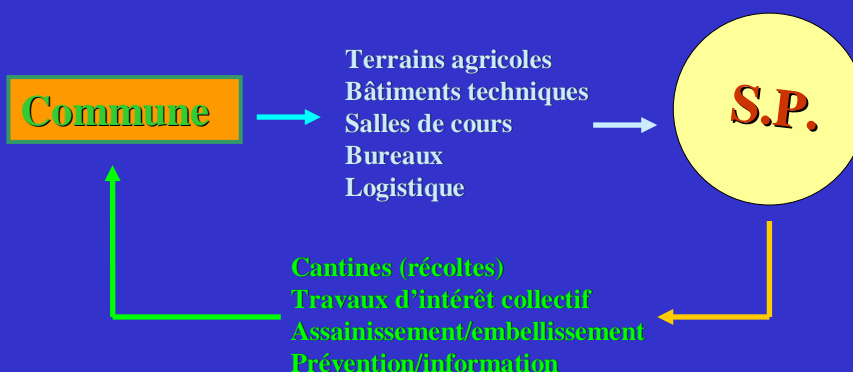 Commune
Terrains agricoles
Bâtiments techniques
Salles de cours
Bureaux
Logistique
S.P.
Cantines (récoltes)
Travaux d’intérêt collectif
Assainissement/embellissement
Prévention/information